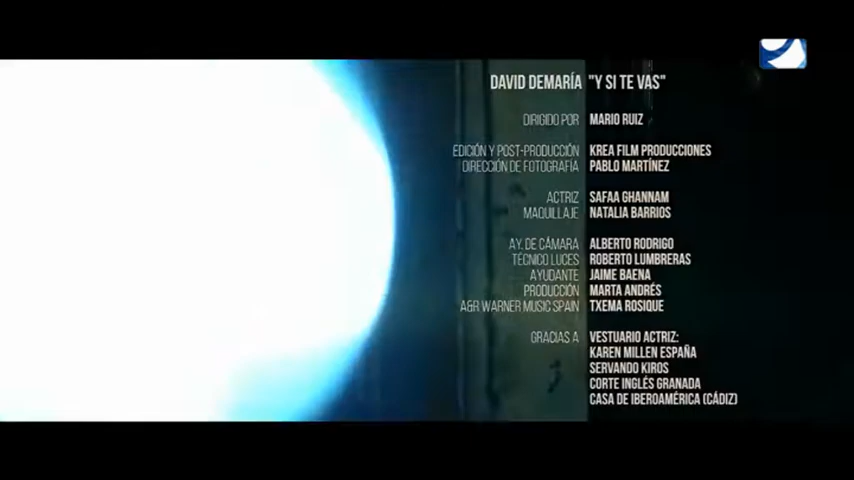 DAVID DEMARÍA "Y SI TE VAS"
DIRIGIDO POR MARIO RUIZ
EDICIÓN Y POST-PRODUCCIÓN KREA FILM PRODUCCIONES
DIRECCIÓN DE FOTOGRAFÍA PABLO MARTÍNEZ
ACTRIZ SAFAA GHANNAM
MAQUILLAJE NATALIA BARRIOS
AY. DE CÁMARA ALBERTO RODRIGO
TÉCNICO LUCES ROBERTO LUMBRERAS
AYUDANTE JAIME BAENA
PRODUCCIÓN MARTA ANDRÉS
A&R WARNER MUSIC SPAIN TXEMA ROSIQUE
GRACIAS A VESTUARIO ACTRIZ:
KAREN MILLEN ESPAÑA
SERVANDO KIROS
CORTE INGLÉS GRANADA
CASA DE IBEROAMÉRICA (CÁDIZ)